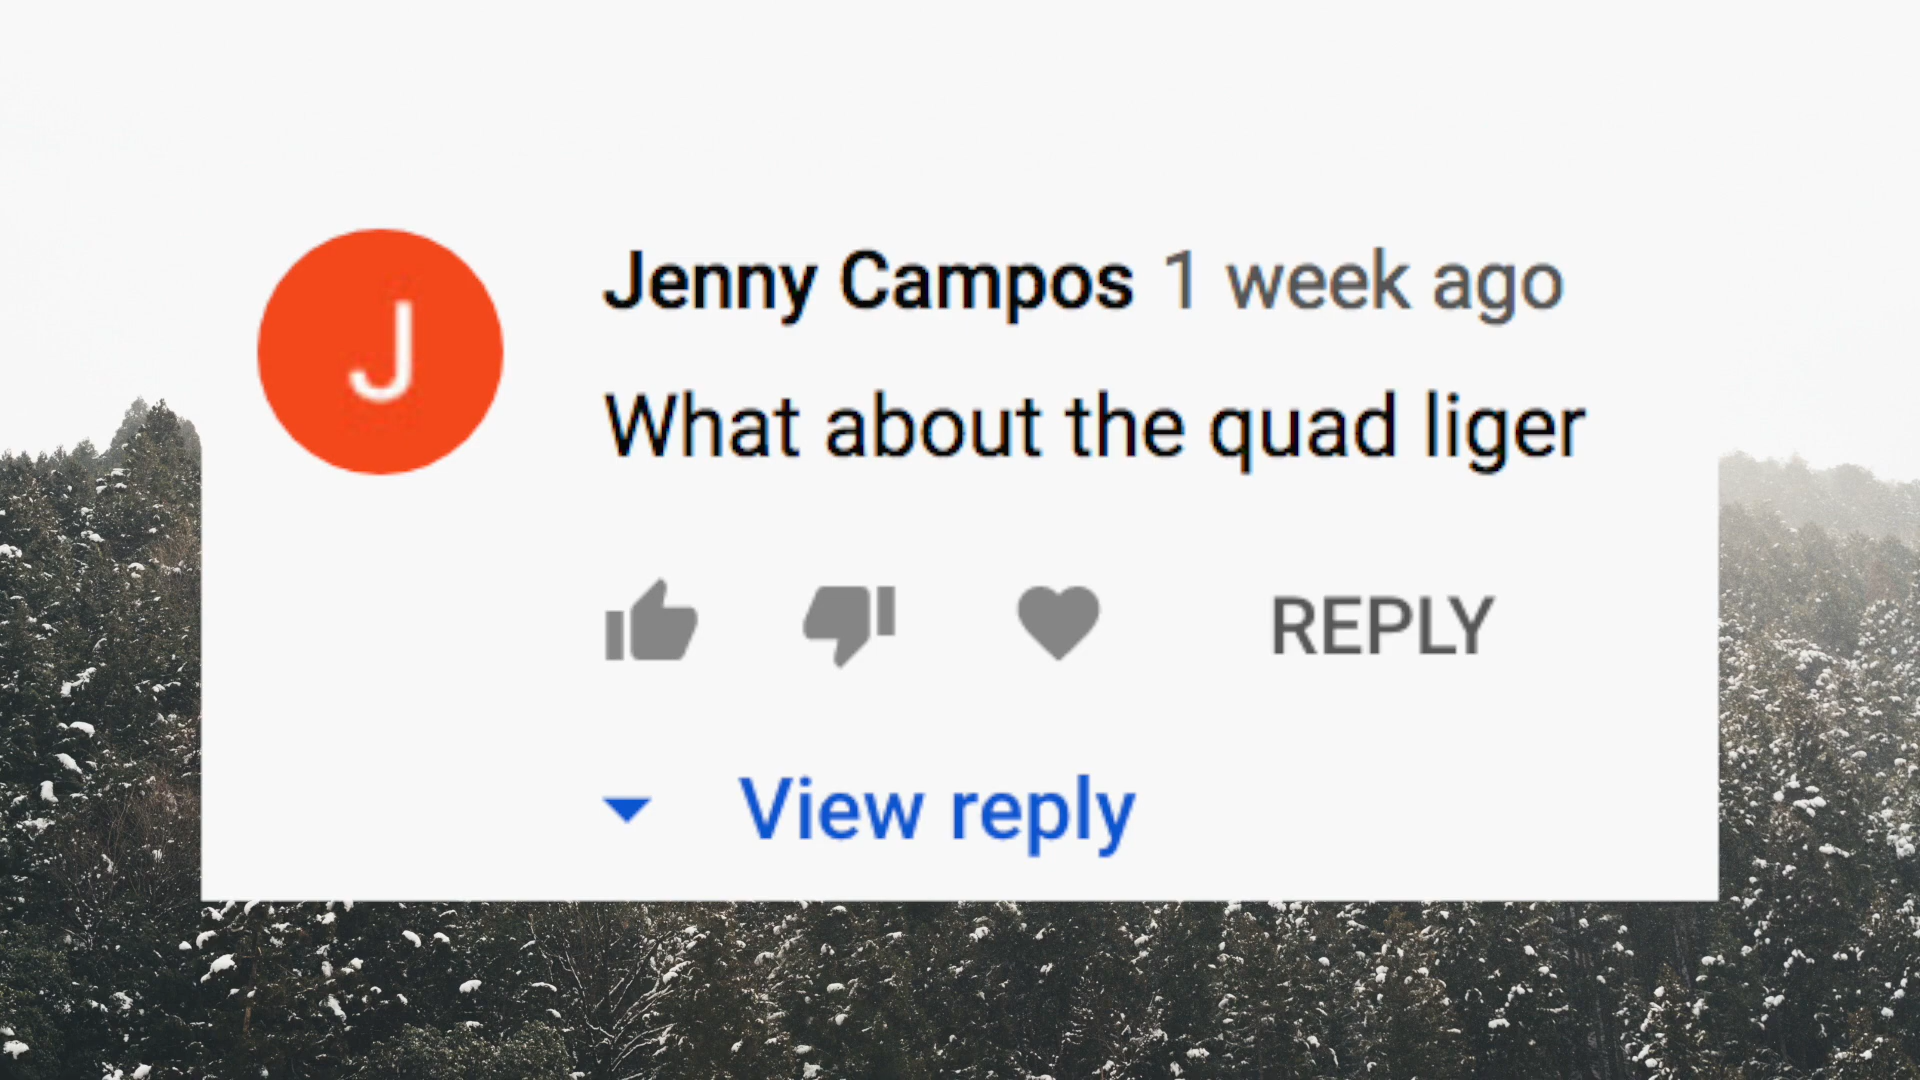 J
Jenny Campos 1 week ago
What about the quad liger
REPLY
View reply